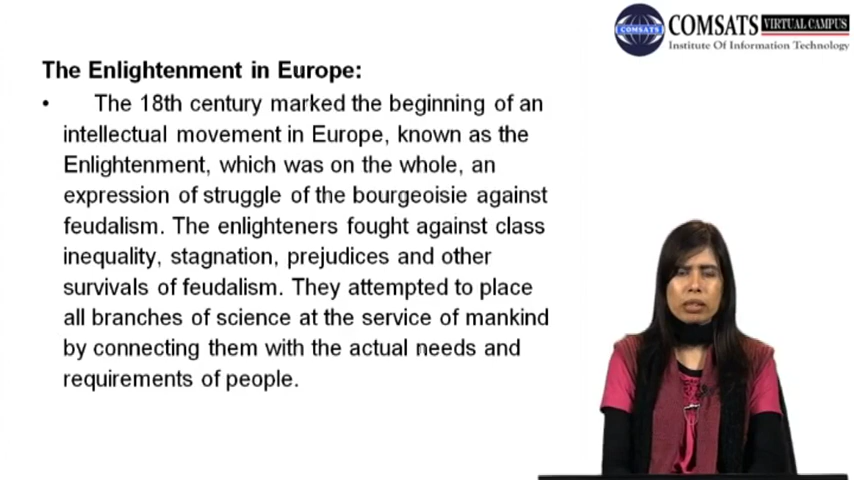 COMSATS VIRTUAL CAMPUS
Institute Of Information Technology
The Enlightenment in Europe:
• The 18th century marked the beginning of an
intellectual movement in Europe, known as the
Enlightenment, which was on the whole, an
expression of struggle of the bourgeoisie against
feudalism. The enlighteners fought against class
inequality, stagnation, prejudices and other
survivals of feudalism. They attempted to place
all branches of science at the service of mankind
by connecting them with the actual needs and
requirements of people.